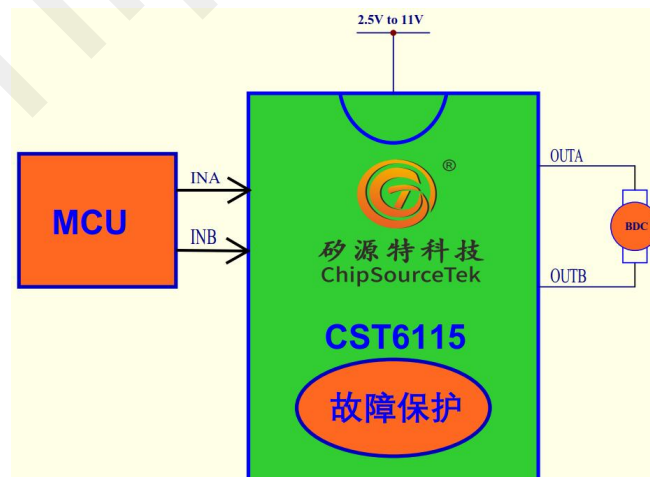 2.5V to 11V
MCU
INA
INB
®
矽源特科技
ChipSourceTek
CST6115
故障保护
OUTA
OUTB
BDC